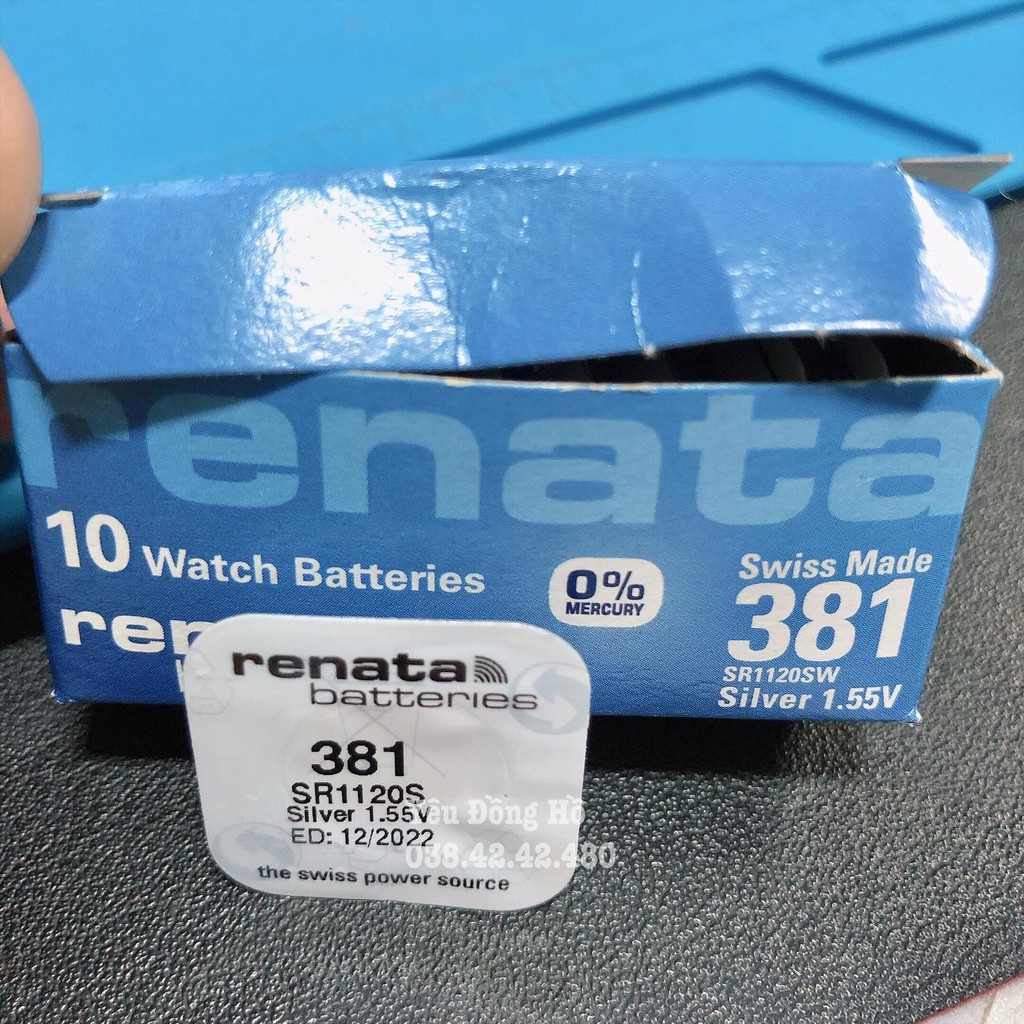 renata
10 Watch Batteries
0%
MERCURY
Swiss Made
381
SR1120SW
Silver 1.55V
ren
renata
batteries
381
SR1120S
Silver 1.55V
ED: 12/2022
the swiss power source
Yêu Đồng Hồ
038.42.42.480